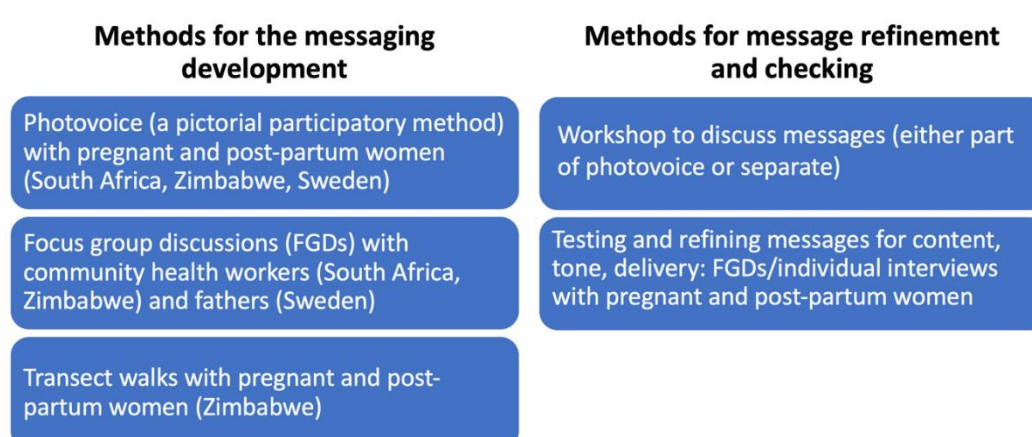 Methods for the messaging
development
Photovoice (a pictorial participatory method)
with pregnant and post-partum women
(South Africa, Zimbabwe, Sweden)
Focus group discussions (FGDs) with
community health workers (South Africa,
Zimbabwe) and fathers (Sweden)
Transect walks with pregnant and post-
partum women (Zimbabwe)
Methods for message refinement
and checking
Workshop to discuss messages (either part
of photovoice or separate)
Testing and refining messages for content,
tone, delivery: FGDs/individual interviews
with pregnant and post-partum women